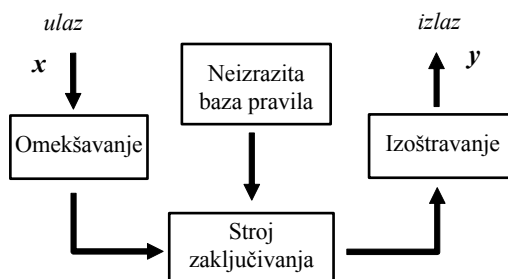 ulaz
x
Omekšavanje
Neizrazita
baza pravila
Stroj
zaključivanja
izlaz
y
Izoštravanje